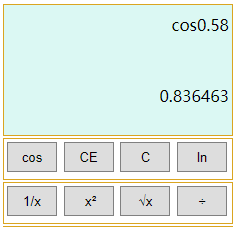 cos0.58
0.836463
cos CE C ln
1/x x² √x ÷